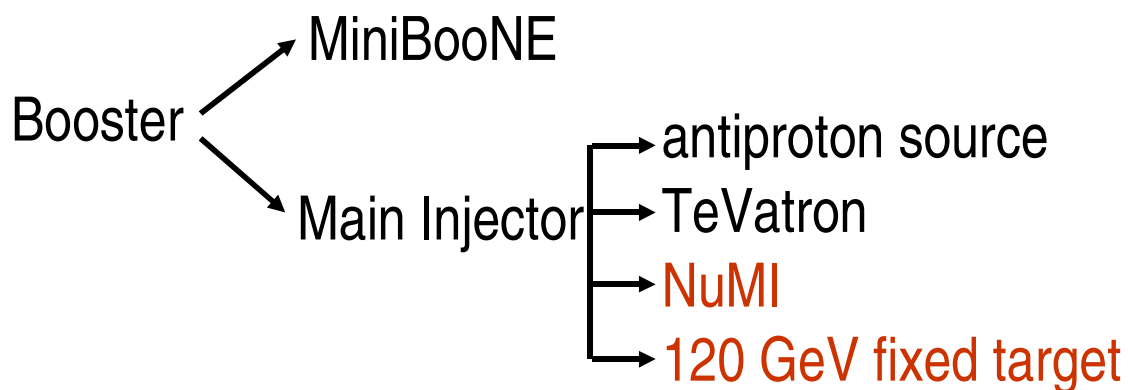 MiniBooNE
Booster
antiproton source
Main Injector
TeVatron
NuMI
120 GeV fixed target